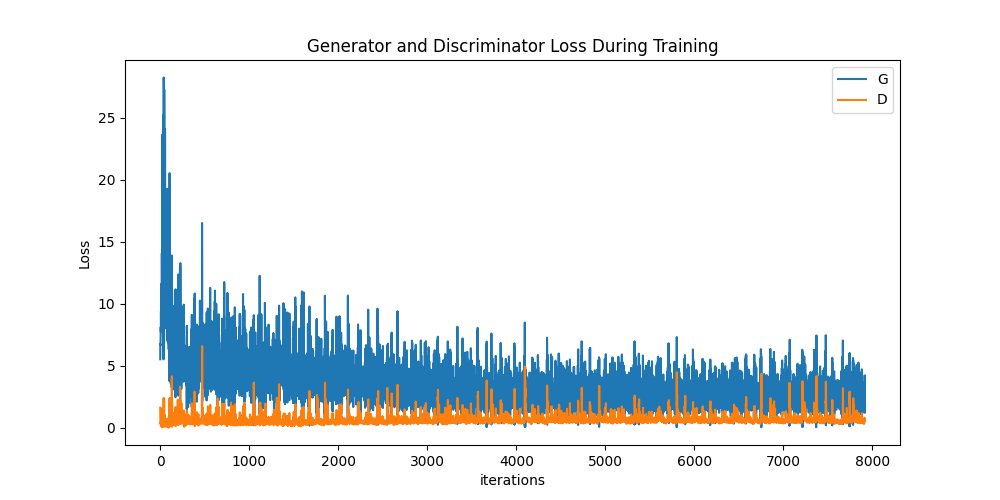 Generator and Discriminator Loss During Training
G
D
Loss
25
20
15
10
5
0
0 1000 2000 3000 4000 5000 6000 7000 8000
iterations